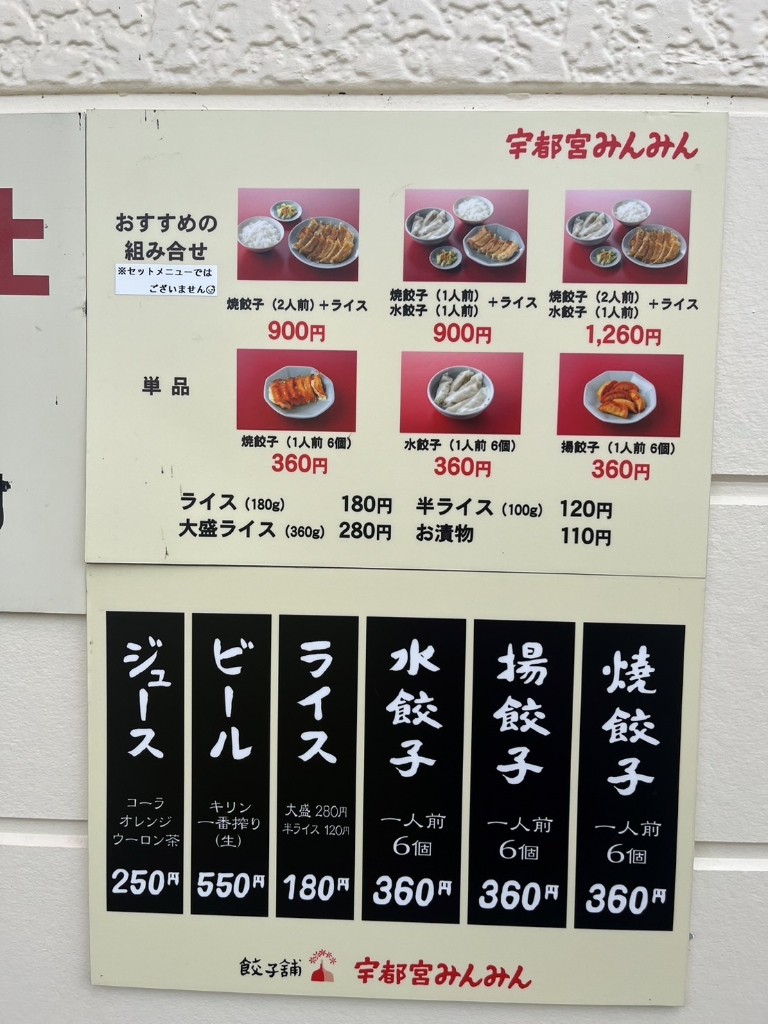 宇都宮みんみん
おすすめの
組み合せ
※セットメニューでは
ございません
焼餃子（2人前）＋ライス
900円
焼餃子（1人前）
水餃子（1人前）
＋ライス
900円
焼餃子（2人前）
水餃子（1人前）
＋ライス
1,260円
単品
焼餃子（1人前 6個）
360円
水餃子（1人前 6個）
360円
揚餃子（1人前 6個）
360円
ライス（180g） 180円 半ライス（100g） 120円
大盛ライス（360g） 280円 お漬物 110円
焼餃子
一人前
6個
360円
揚餃子
一人前
6個
360円
水餃子
一人前
6個
360円
ライス
大盛 280円
半ライス 120円
180円
ビール
キリン
一番搾り
(生)
550円
ジュース
コーラ
オレンジ
ウーロン茶
250円
餃子舗 宇都宮みんみん